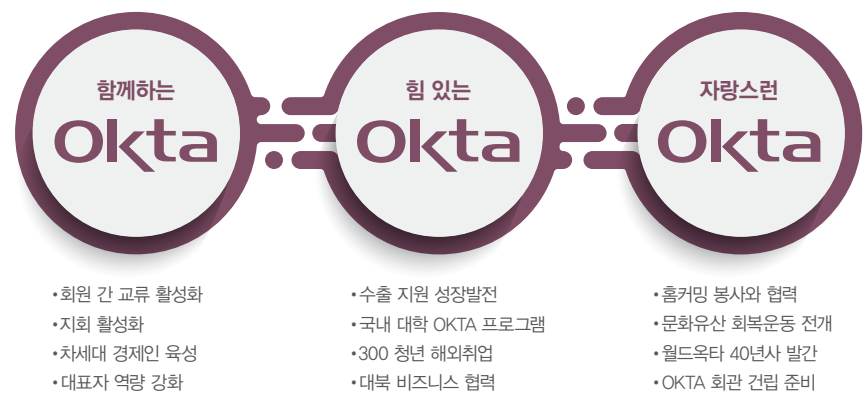 함께하는
Okta
•회원 간 교류 활성화
•지회 활성화
•차세대 경제인 육성
•대표자 역량 강화
힘 있는
Okta
•수출 지원 성장발전
•국내 대학 OKTA 프로그램
•300 청년 해외취업
•대북 비즈니스 협력
자랑스런
Okta
•홈커밍 봉사와 협력
•문화유산 회복운동 전개
•월드옥타 40년사 발간
•OKTA 회관 건립 준비